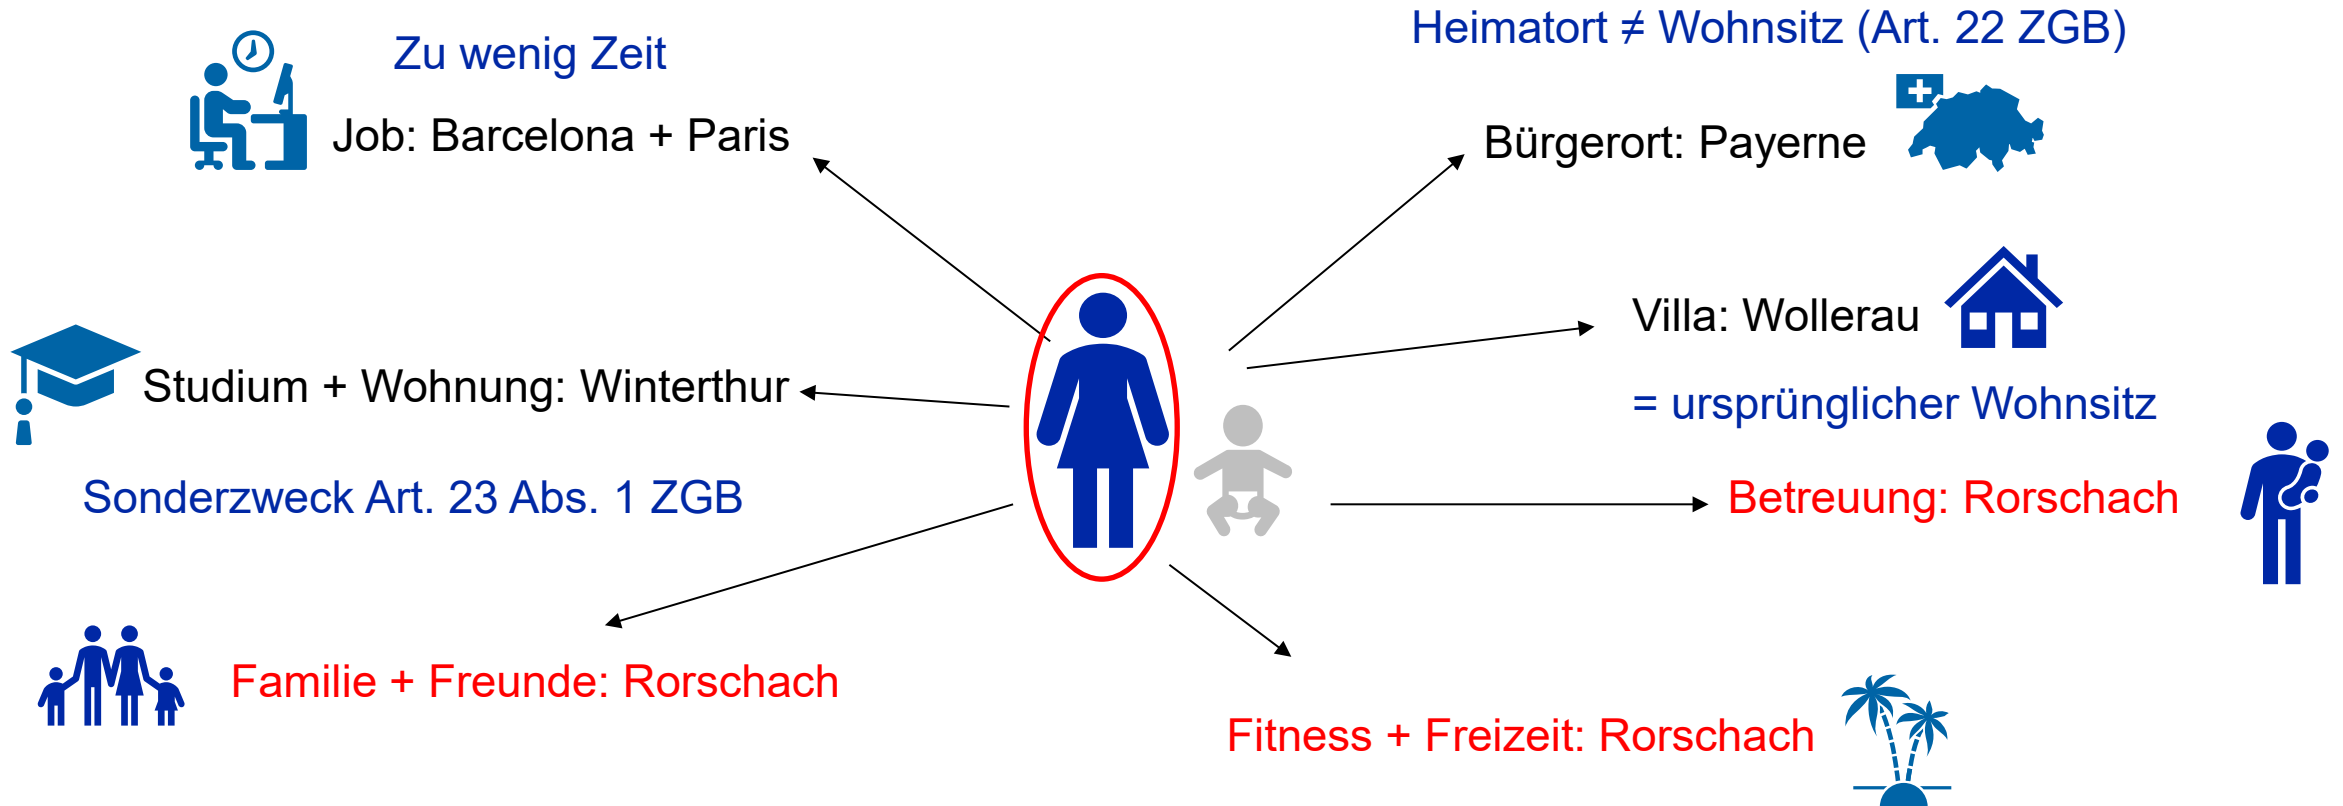 Zu wenig Zeit
Job: Barcelona + Paris
Heimatort ≠ Wohnsitz (Art. 22 ZGB)
Bürgerort: Payerne
Villa: Wollerau
= ursprünglicher Wohnsitz
Studium + Wohnung: Winterthur
Sonderzweck Art. 23 Abs. 1 ZGB
Betreuung: Rorschach
Familie + Freunde: Rorschach
Fitness + Freizeit: Rorschach